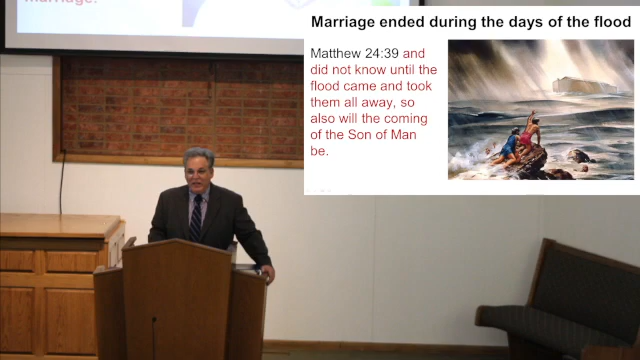 marriage.
Marriage ended during the days of the flood
Matthew 24:39 and
did not know until the
flood came and took
them all away, so
also will the coming
of the Son of Man
be.